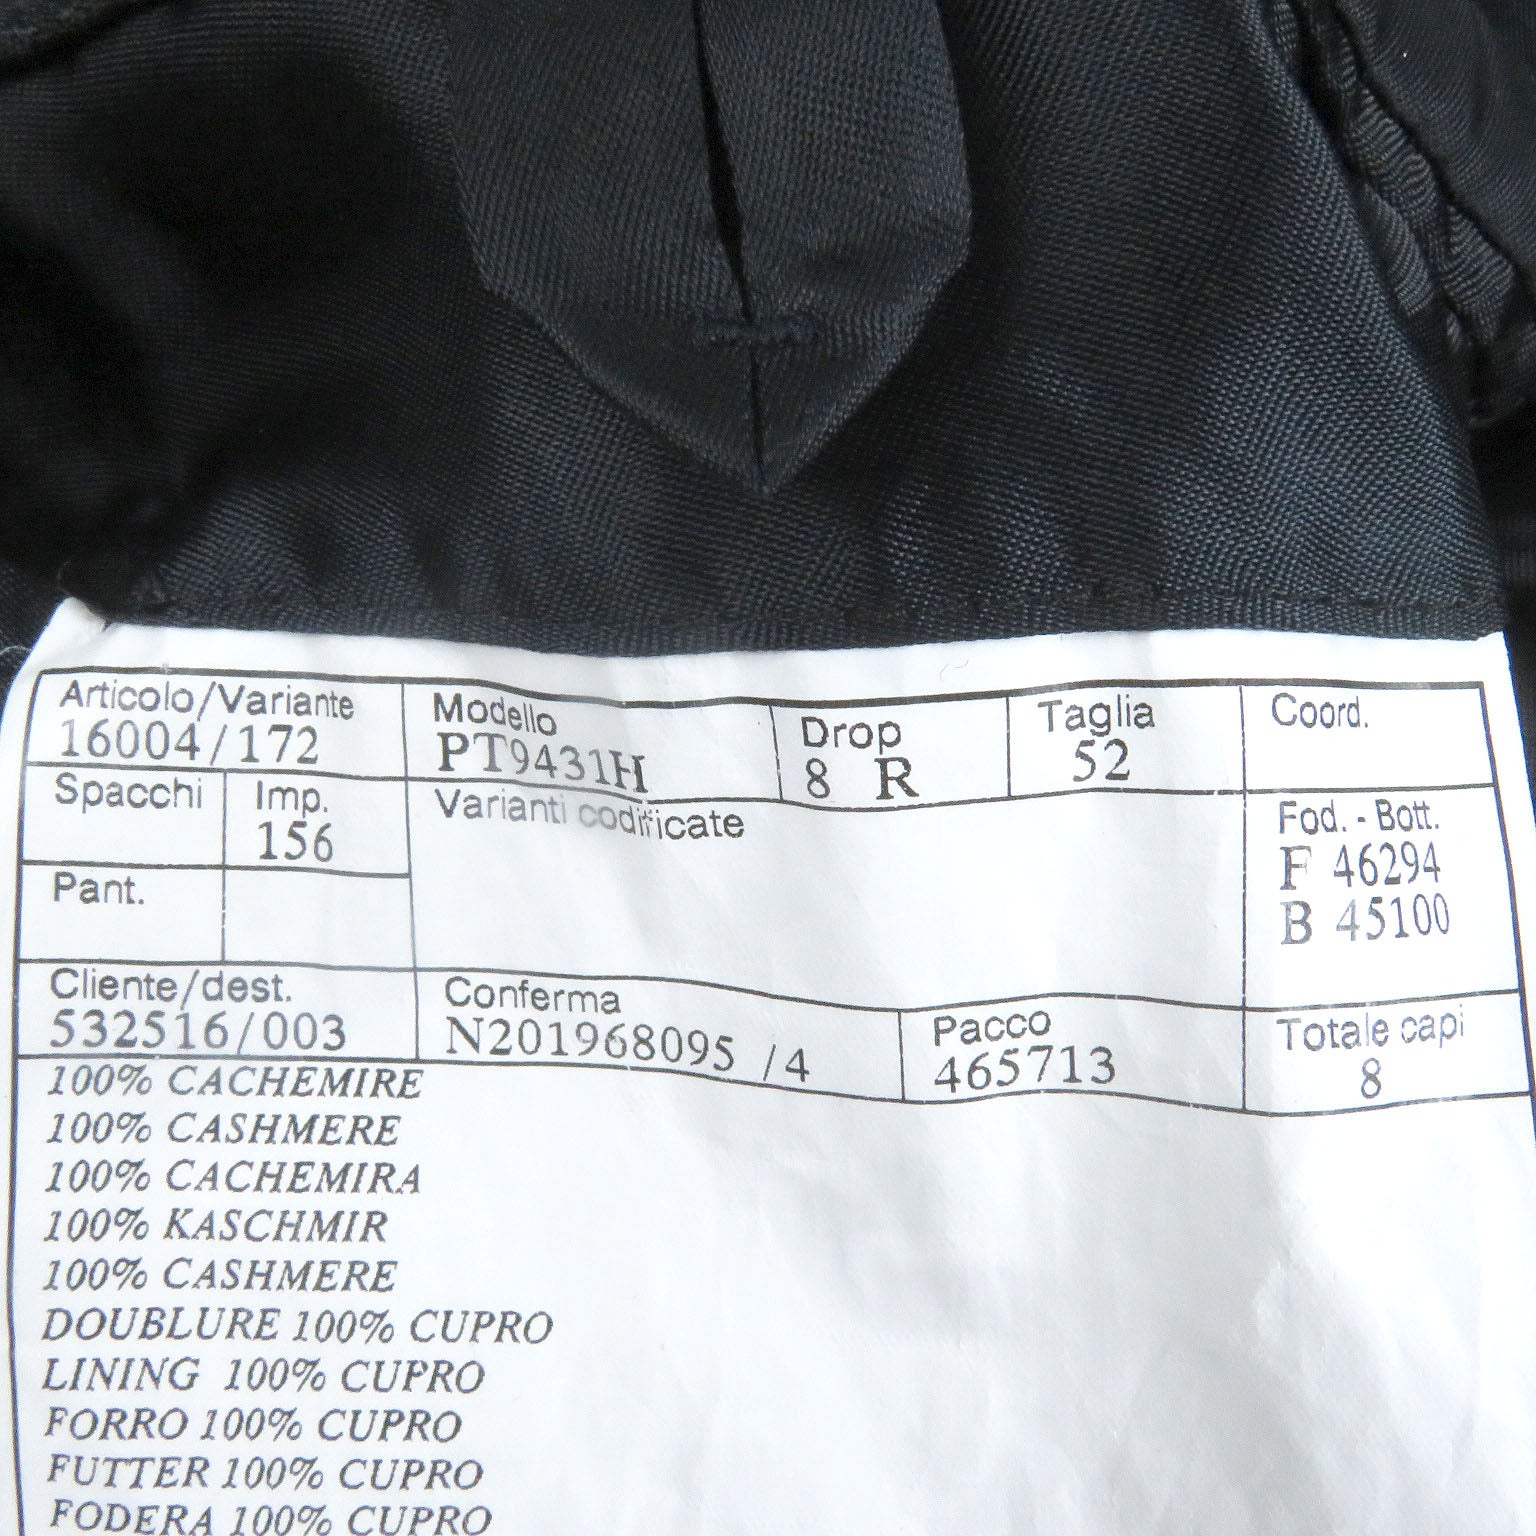 Articolo/Variante
16004/172
Modello
PT9431H
Drop
8 R
Taglia
52
Coord.
Spacchi
Imp.
156
Varianti codificate
Fod. - Bott.
F 46294
B 45100
Pant.
Cliente/dest.
532516/003
Conferma
N201968095 /4
Pacco
465713
Totale capi
8
100% CACHEMIRE
100% CASHMERE
100% CACHEMIRA
100% KASCHMIR
100% CASHMERE
DOUBLURE 100% CUPRO
LINING 100% CUPRO
FORRO 100% CUPRO
FUTTER 100% CUPRO
FODERA 100% CUPRO